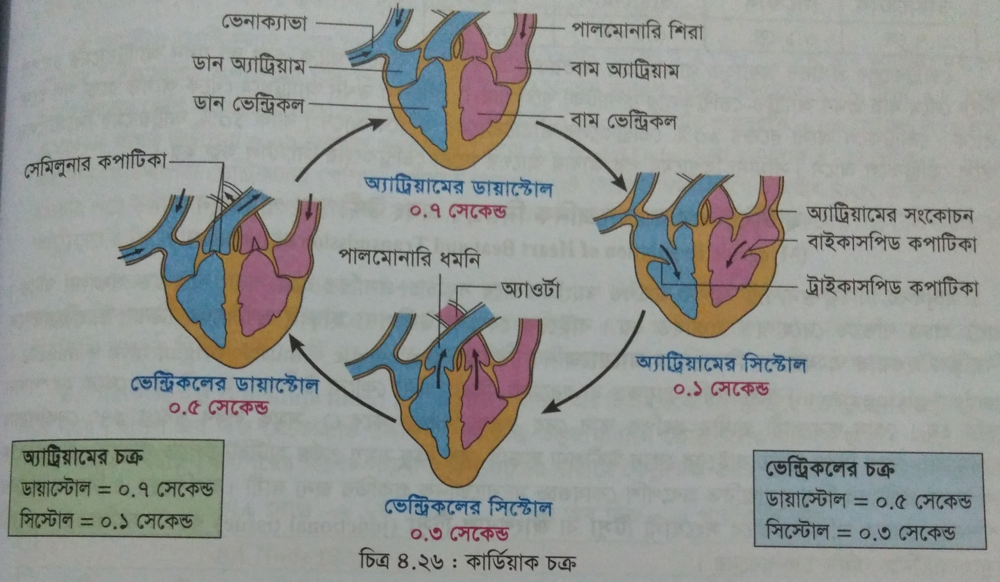 ভেনাক্যাভা
ডান অ্যাট্রিয়াম
ডান ভেন্ট্রিকল
পালমোনারি শিরা
বাম অ্যাট্রিয়াম
বাম ভেন্ট্রিকল
অ্যাট্রিয়ামের ডায়াস্টোল
০.৭ সেকেন্ড
সেমিলুনার কপাটিকা
অ্যাট্রিয়ামের সংকোচন
বাইকাসপিড কপাটিকা
ট্রাইকাসপিড কপাটিকা
অ্যাট্রিয়ামের সিস্টোল
০.১ সেকেন্ড
পালমোনারি ধমনি
অ্যাওর্টা
ভেন্ট্রিকলের ডায়াস্টোল
০.৫ সেকেন্ড
ভেন্ট্রিকলের সিস্টোল
০.৩ সেকেন্ড
অ্যাট্রিয়ামের চক্র
ডায়াস্টোল = ০.৭ সেকেন্ড
সিস্টোল = ০.১ সেকেন্ড
ভেন্ট্রিকলের চক্র
ডায়াস্টোল = ০.৫ সেকেন্ড
সিস্টোল = ০.৩ সেকেন্ড
চিত্র ৪.২৬ : কার্ডিয়াক চক্র